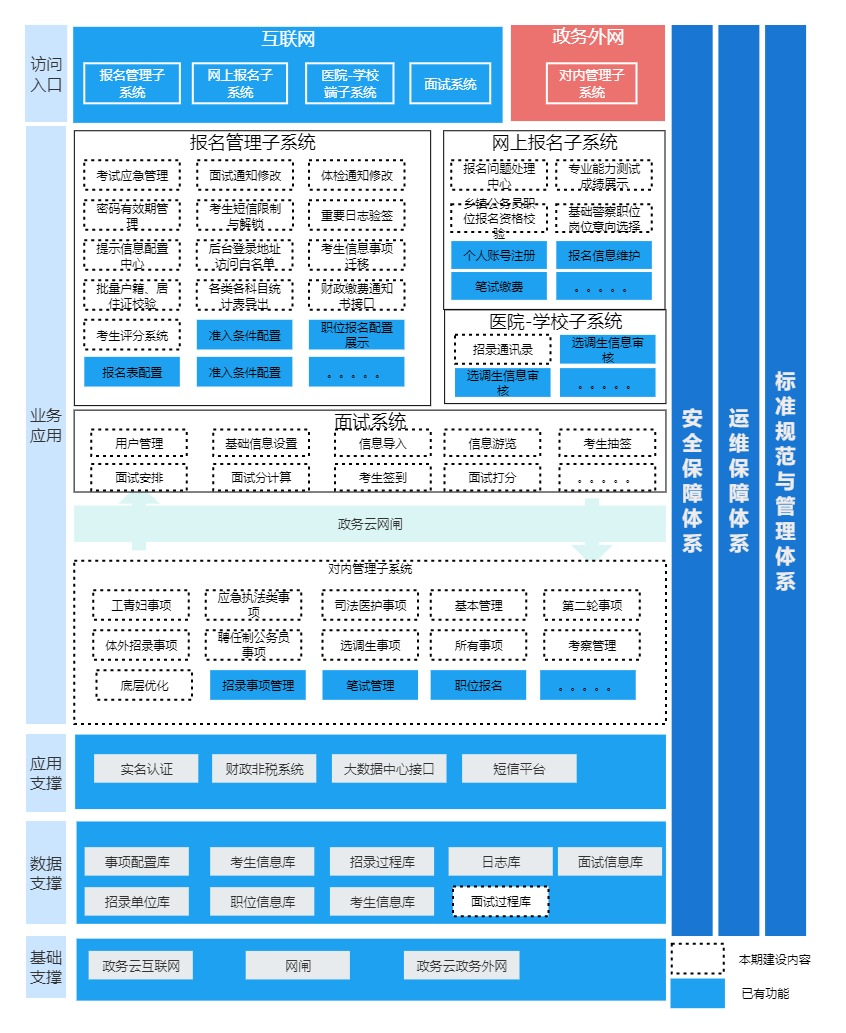 访问
入口
互联网
报名管理子
系统
网上报名子
系统
医院-学校
端子系统
面试系统
政务外网
对内管理子
系统
业务
应用
报名管理子系统
考试应急管理
面试通知修改
体检通知修改
密码有效期管
理
考生短信限制
与解锁
重要日志验签
提示信息配置
中心
后台登录地址
访问白名单
考生信息事项
迁移
批量户籍、居
住证校验
各类各科目统
计表导出
财政缴费通知
书接口
考生评分系统
准入条件配置
职位报名配置
展示
报名表配置
准入条件配置
。。。。。
网上报名子系统
报名问题处理
中心
专业能力测试
成绩展示
乡镇公务员职
位报名资格校
验
基础警察职位
岗位意向选择
个人账号注册
报名信息维护
笔试缴费
。。。。。
医院-学校子系统
招录通讯录
选调生信息审
核
选调生信息审
核
。。。。。
面试系统
用户管理
基础信息设置
信息导入
信息游览
考生抽签
面试安排
面试分计算
考生签到
面试打分
。。。。。
政务云网闸
对内管理子系统
工青妇事项
应急执法类事
项
司法医护事项
基本管理
第二轮事项
体外招录事项
聘任制公务员
事项
选调生事项
所有事项
考察管理
底层优化
招录事项管理
笔试管理
职位报名
。。。。。
应用
支撑
实名认证
财政非税系统
大数据中心接口
短信平台
数据
支撑
事项配置库
考生信息库
招录过程库
日志库
面试信息库
招录单位库
职位信息库
考生信息库
面试过程库
基础
支撑
政务云互联网
网闸
政务云政务外网
安全保障体系
运维保障体系
标准规范与管理体系
本期建设内容
已有功能